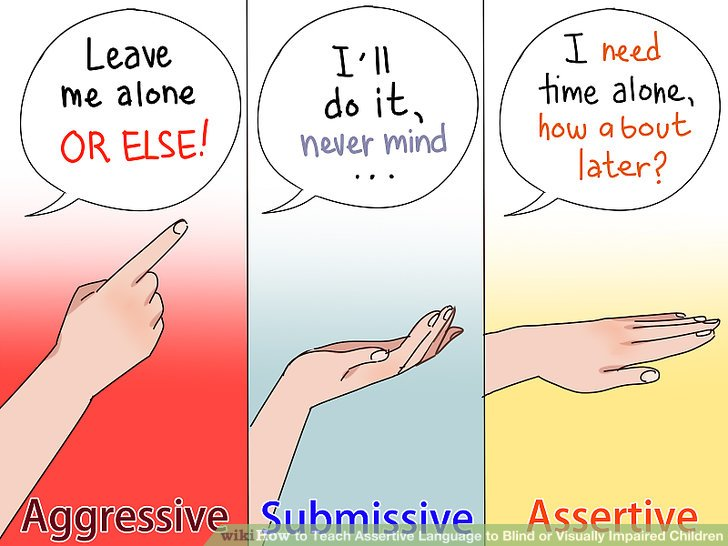 Leave
me alone
OR ELSE!
I'll
do it,
never mind
...
I need
time alone,
how about
later?
Aggressive
Submissive
Assertive
wikiHow to Teach Assertive Language to Blind or Visually Impaired Children